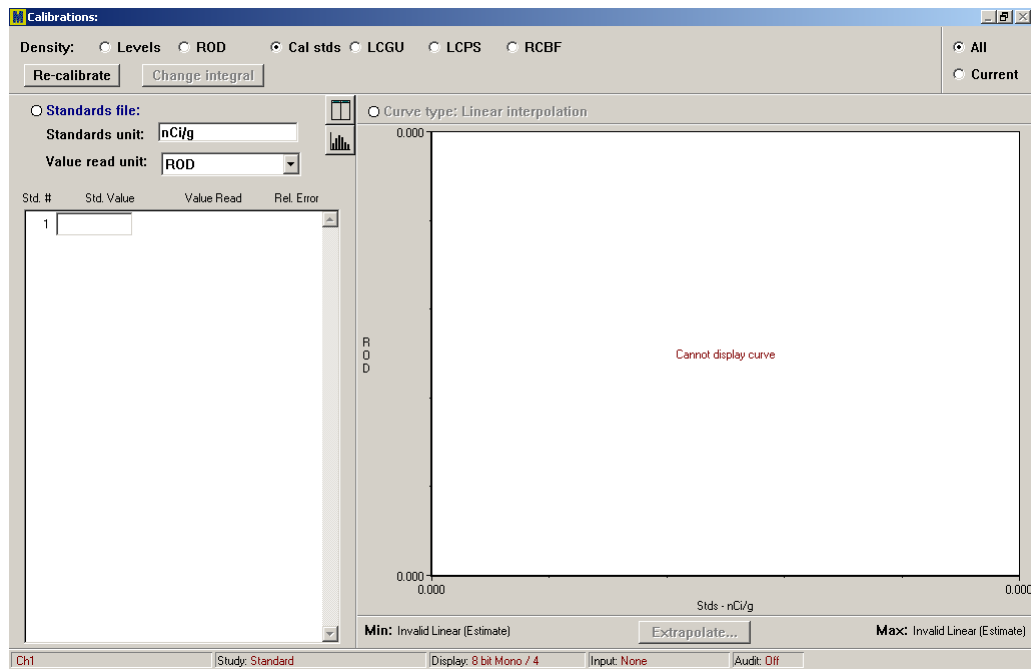 Calibrations:
Density: Levels ROD Cal stds LCGU LCPS RCBF
All
Re-calibrate Change integral
Current
Standards file:
Standards unit: nCi/g
Value read unit: ROD
Std. # Std. Value Value Read Rel. Error
1
Curve type: Linear interpolation
0.000
ROD
Cannot display curve
0.000
0.000 0.000
Stds - nCi/g
Min: Invalid Linear (Estimate) Extrapolate... Max: Invalid Linear (Estimate)
Ch1 Study: Standard Display: 8 bit Mono / 4 Input: None Audit: Off